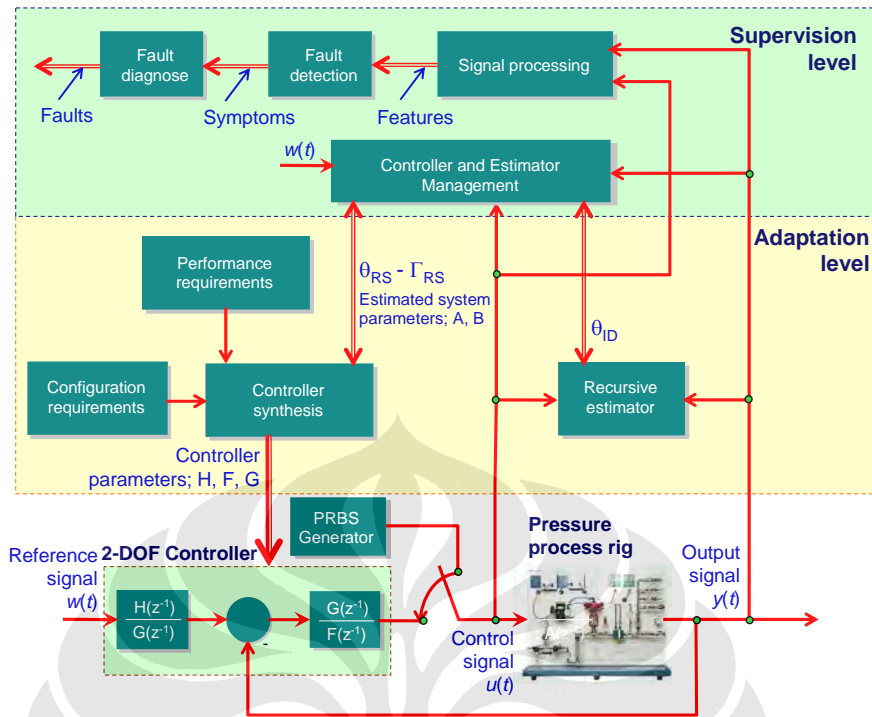 Supervision
level
Fault
diagnose
Fault
detection
Signal processing
Faults
Symptoms
Features
w(t)
Controller and Estimator
Management
Adaptation
level
Performance
requirements
θRS - ΓRS
Estimated system
parameters; A, B
θID
Configuration
requirements
Controller
synthesis
Recursive
estimator
Controller
parameters; H, F, G
PRBS
Generator
Pressure
process rig
Reference
signal
w(t)
2-DOF Controller
Output
signal
y(t)
H(z-1)
G(z-1)
-
G(z-1)
F(z-1)
Control
signal
u(t)